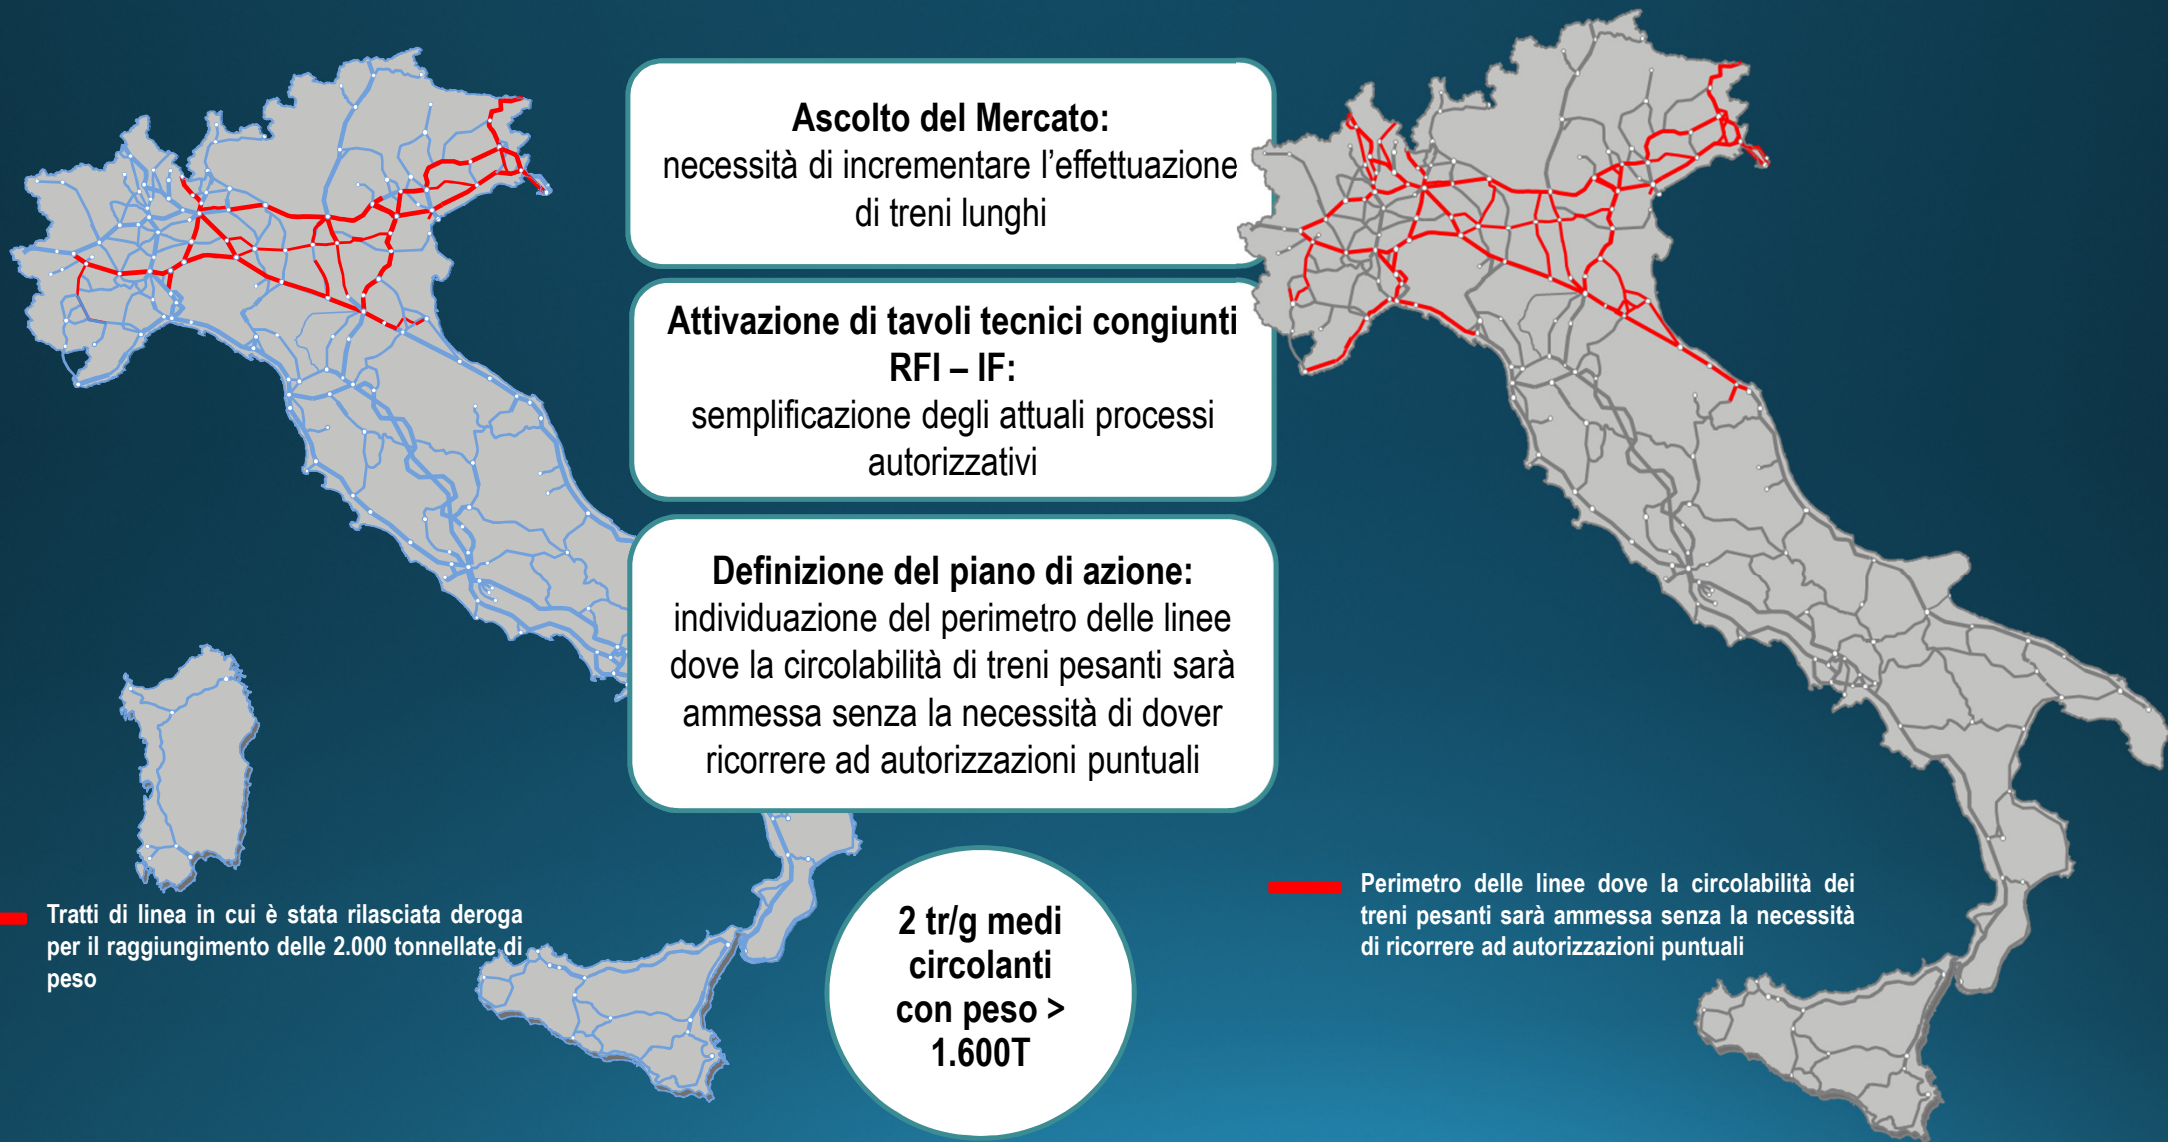 Ascolto del Mercato:
necessità di incrementare l’effettuazione
di treni lunghi
Attivazione di tavoli tecnici congiunti
RFI – IF:
semplificazione degli attuali processi
autorizzativi
Definizione del piano di azione:
individuazione del perimetro delle linee
dove la circolabilità di treni pesanti sarà
ammessa senza la necessità di dover
ricorrere ad autorizzazioni puntuali
Tratti di linea in cui è stata rilasciata deroga
per il raggiungimento delle 2.000 tonnellate di
peso
2 tr/g medi
circolanti
con peso >
1.600T
Perimetro delle linee dove la circolabilità dei
treni pesanti sarà ammessa senza la necessità
di ricorrere ad autorizzazioni puntuali